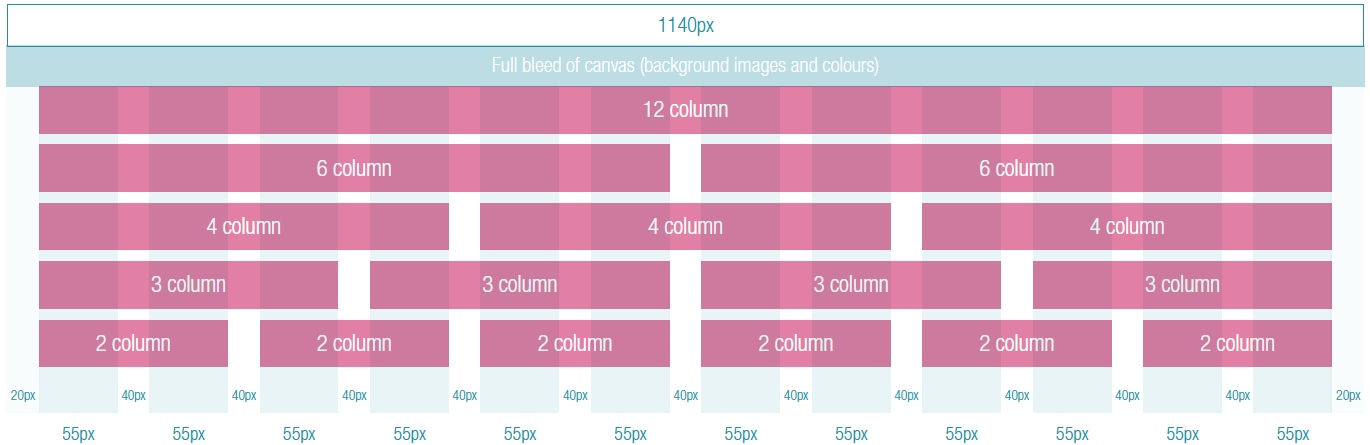 1140px
Full bleed of canvas (background images and colours)
12 column
6 column 6 column
4 column 4 column 4 column
3 column 3 column 3 column 3 column
2 column 2 column 2 column 2 column 2 column 2 column
20px 40px 40px 40px 40px 40px 40px 40px 40px 40px 40px 40px 20px
55px 55px 55px 55px 55px 55px 55px 55px 55px 55px 55px 55px